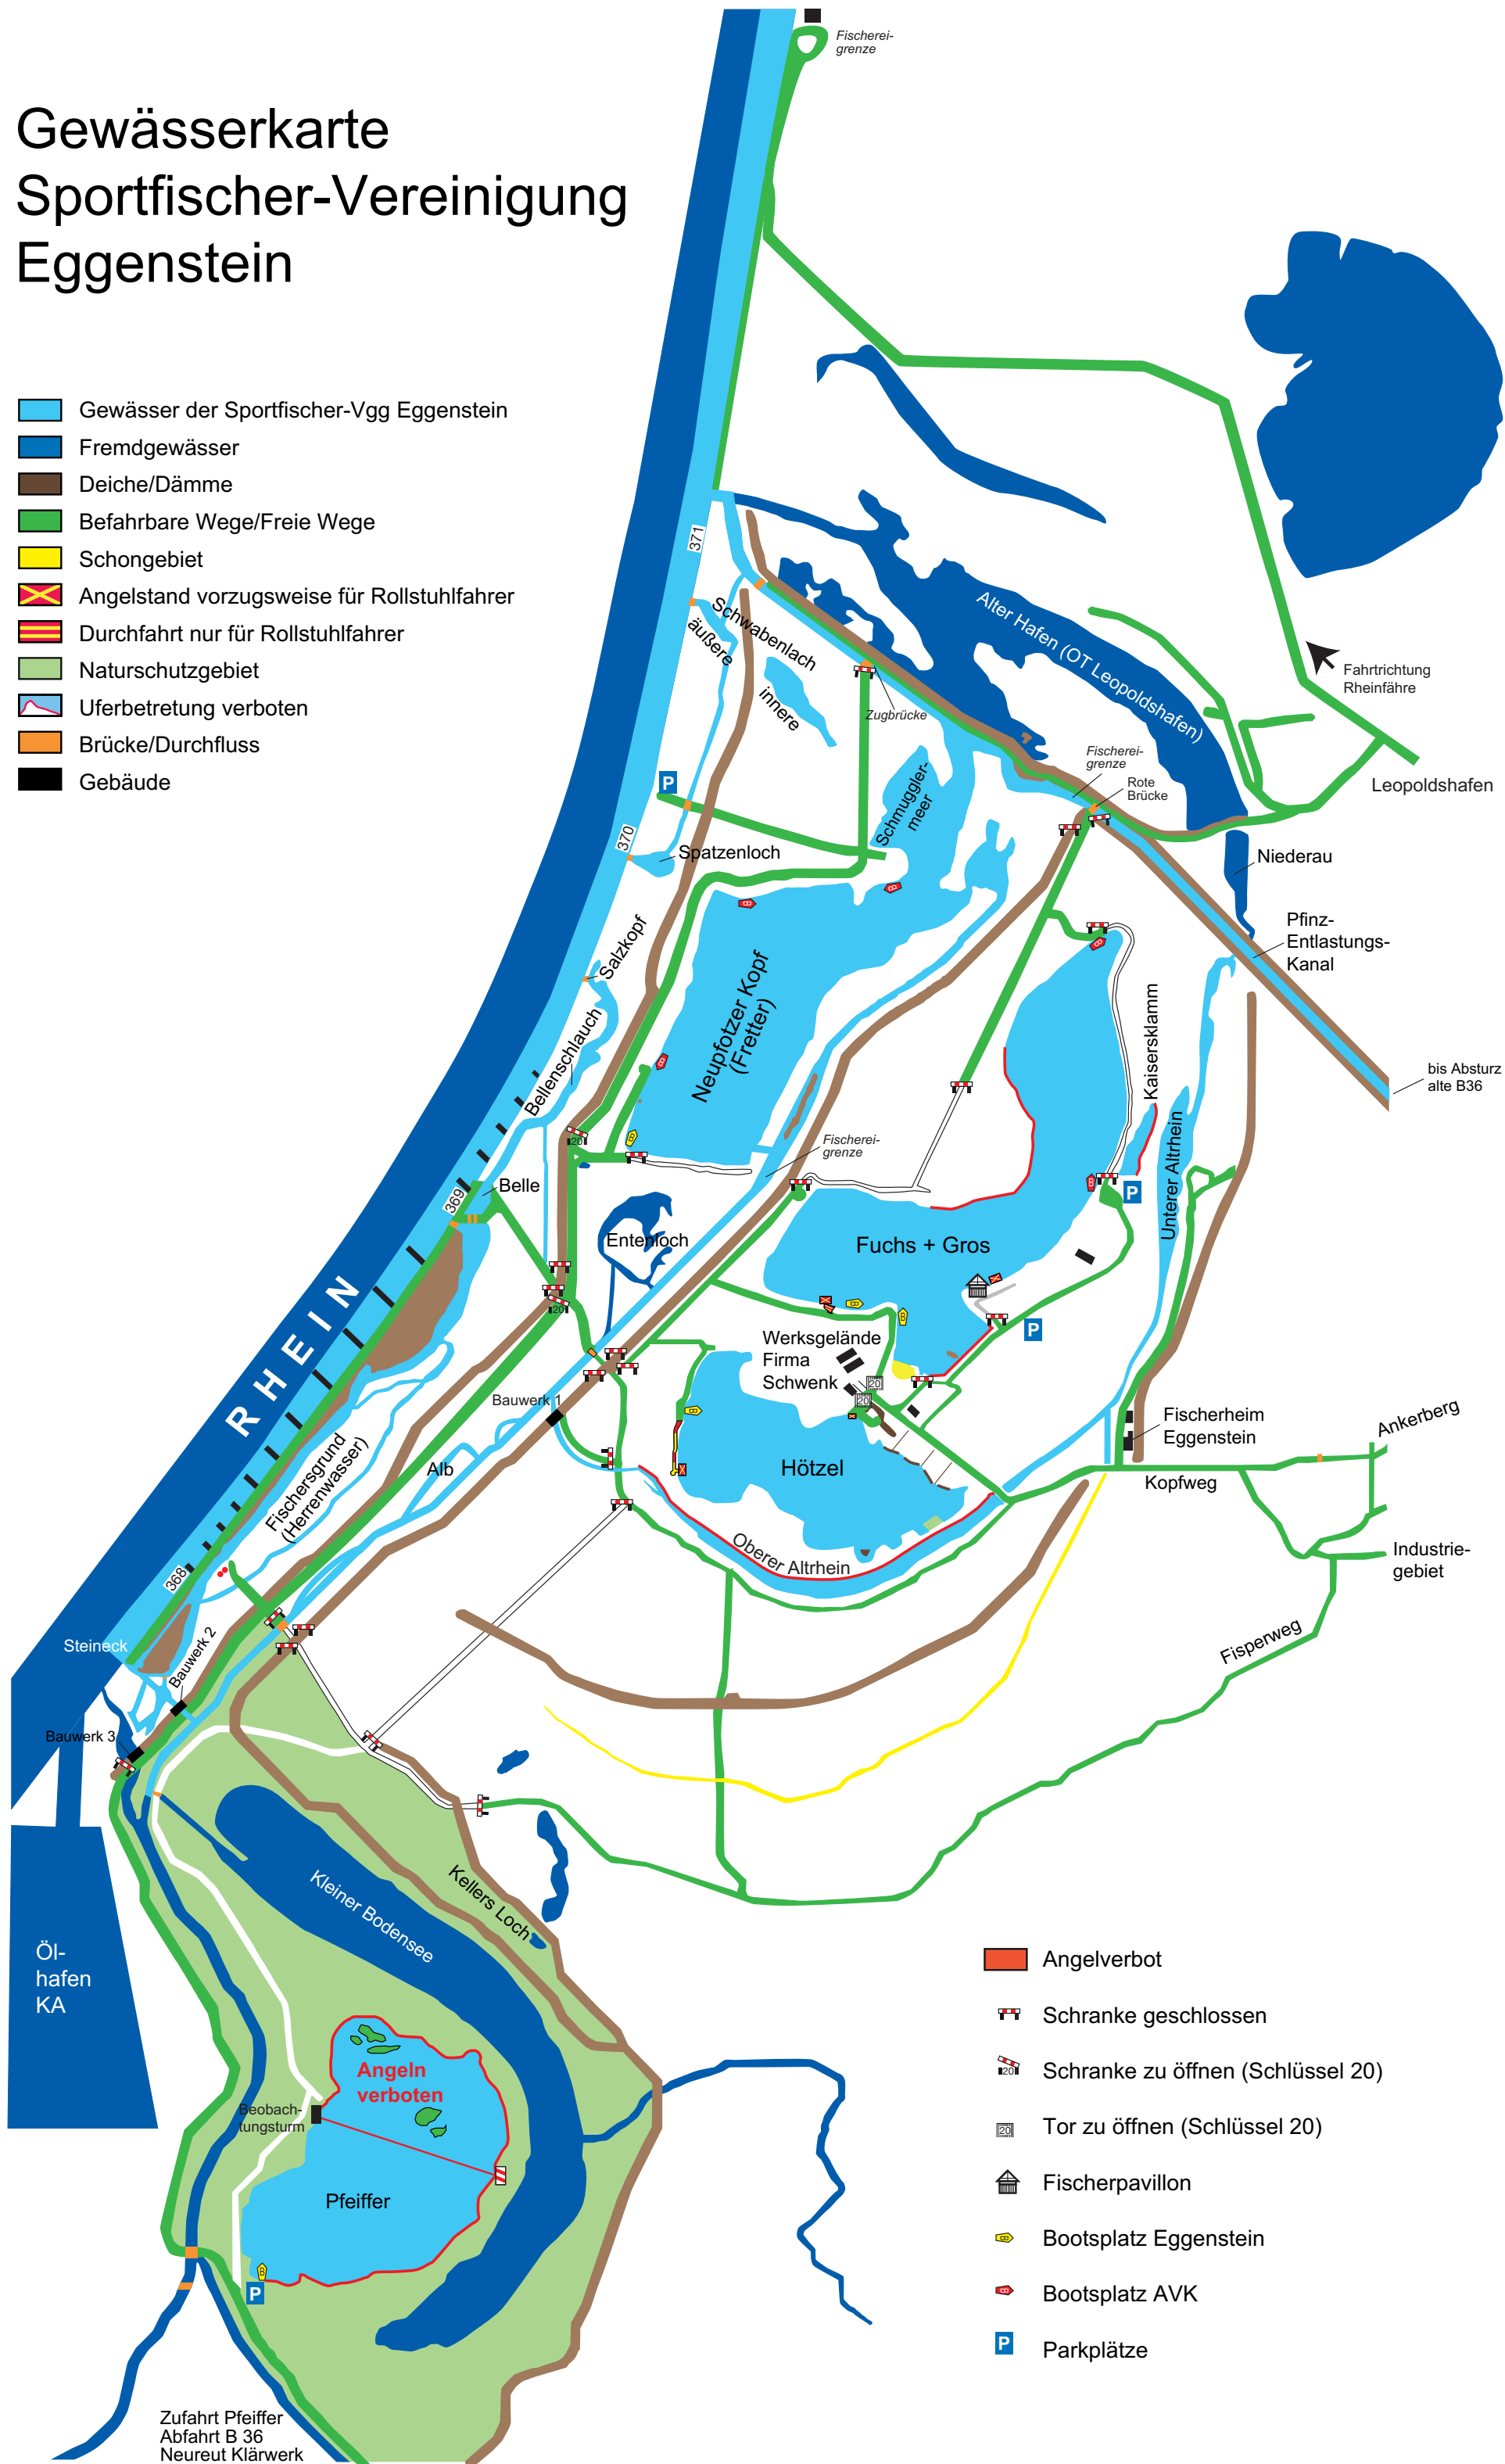 Gewässerkarte
Sportfischer-Vereinigung
Eggenstein
Gewässer der Sportfischer-Vgg Eggenstein
Fremdgewässer
Deiche/Dämme
Befahrbare Wege/Freie Wege
Schongebiet
Angelstand vorzugsweise für Rollstuhlfahrer
Durchfahrt nur für Rollstuhlfahrer
Naturschutzgebiet
Uferbetretung verboten
Brücke/Durchfluss
Gebäude
Fischerei-
grenze
371
Schwabenlach
äußere
innere
Zugbrücke
Alter Hafen (OT Leopoldshafen)
Fahrtrichtung
Rheinfähre
Leopoldshafen
Fischerei-
grenze
Rote
Brücke
P
370
Spatzenloch
Schmuggler-
meer
Niederau
Pfinz-
Entlastungs-
Kanal
bis Absturz
alte B36
Salzkopf
Bellenschlauch
Neupfotzer Kopf
(Fretter)
Kaisersklamm
Unterer Altrhein
Fischerei-
grenze
20
369
Belle
P
Entenloch
Fuchs + Gros
20
P
RHEIN
Werksgelände
Firma
Schwenk
20
20
Bauwerk 1
Fischerheim
Eggenstein
Ankerberg
Kopfweg
Fischersgrund
(Herrenwasser)
Alb
Hötzel
Oberer Altrhein
Industrie-
gebiet
368
Fisperweg
Steineck
Bauwerk 2
Bauwerk 3
Kleiner Bodensee
Kellers Loch
Öl-
hafen
KA
Angeln
verboten
Beobach-
tungsturm
Pfeiffer
B
P
Zufahrt Pfeiffer
Abfahrt B 36
Neureut Klärwerk
Angelverbot
Schranke geschlossen
20
Schranke zu öffnen (Schlüssel 20)
20
Tor zu öffnen (Schlüssel 20)
Fischerpavillon
B
Bootsplatz Eggenstein
B
Bootsplatz AVK
P
Parkplätze